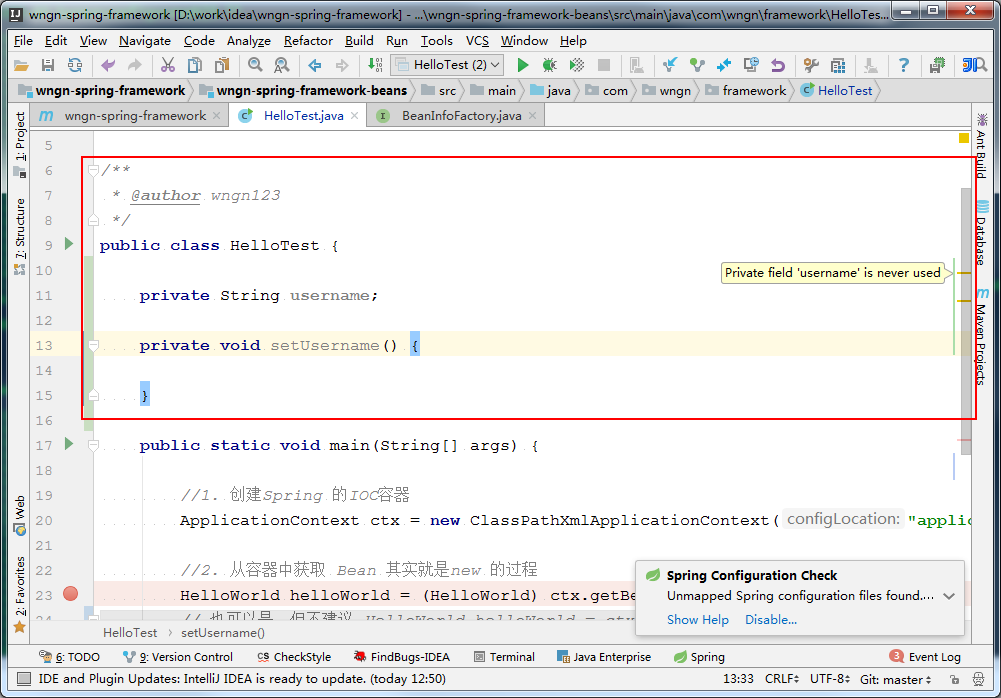 wngn-spring-framework [D:\work\idea\wngn-spring-framework] - ...\wngn-spring-framework-beans\src\main\java\com\wngn\framework\HelloTes...
File Edit View Navigate Code Analyze Refactor Build Run Tools VCS Window Help
HelloTest (2)
wngn-spring-framework wngn-spring-framework-beans src main java com wngn framework HelloTest
wngn-spring-framework HelloTest.java BeanInfoFactory.java
1: Project
7: Structure
Web
2: Favorites
Ant Build
Database
Maven Projects
5
6 /**
7 * @author wngn123
8 */
9 public class HelloTest {
10
11 private String username;
12
13 private void setUsername() {
14
15 }
16
17 public static void main(String[] args) {
18
19 //1. 创建Spring 的IOC容器
20 ApplicationContext ctx = new ClassPathXmlApplicationContext( configLocation: "applic
21
22 //2. 从容器中获取 Bean 其实就是new 的过程
23 HelloWorld helloWorld = (HelloWorld) ctx.getBe
24 // 也可以是 但不建议 HelloWorld helloWorld = ctx
Private field 'username' is never used
Spring Configuration Check
Unmapped Spring configuration files found....
Show Help Disable...
HelloTest setUsername()
6: TODO 9: Version Control CheckStyle FindBugs-IDEA Terminal Java Enterprise Spring 3 Event Log
IDE and Plugin Updates: IntelliJ IDEA is ready to update. (today 12:50) 13:33 CRLF UTF-8 Git: master